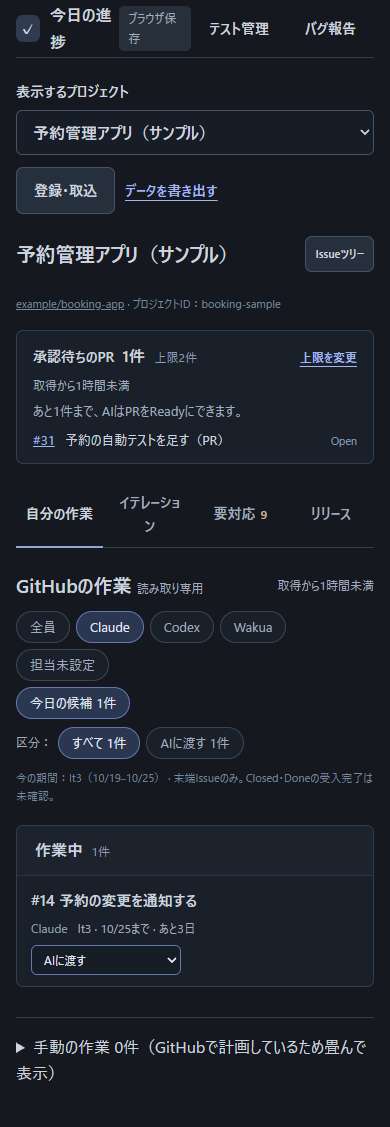 今日の進
捗
ブラウザ保
存
テスト管理
バグ報告
表示するプロジェクト
予約管理アプリ（サンプル）
登録・取込
データを書き出す
予約管理アプリ（サンプル）
Issueツリー
example/booking-app · プロジェクトID：booking-sample
承認待ちのPR 1件 上限2件
上限を変更
取得から1時間未満
あと1件まで、AIはPRをReadyにできます。
#31 予約の自動テストを足す（PR） Open
自分の作業
イテレーショ
ン
要対応 9
リリース
GitHubの作業 読み取り専用
取得から1時間未満
全員 Claude Codex Wakua
担当未設定
今日の候補 1件
区分： すべて 1件 AIに渡す 1件
今の期間：It3（10/19–10/25） · 末端Issueのみ。Closed・Doneの受入完了は
未確認。
作業中 1件
#14 予約の変更を通知する
Claude It3 · 10/25まで · あと3日
AIに渡す
▶ 手動の作業 0件（GitHubで計画しているため畳んで
表示）